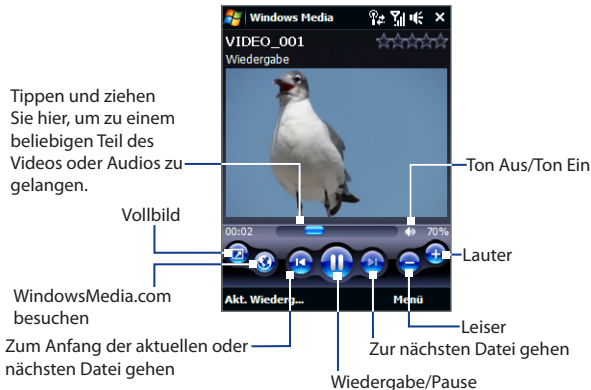 Windows Media
VIDEO_001
Wiedergabe
Tippen und ziehen
Sie hier, um zu einem
beliebigen Teil des
Videos oder Audios zu
gelangen.
Ton Aus/Ton Ein
Vollbild
00:02
70%
Lauter
WindowsMedia.com
besuchen
Akt. Wiederg...
Menü
Leiser
Zum Anfang der aktuellen oder
nächsten Datei gehen
Zur nächsten Datei gehen
Wiedergabe/Pause